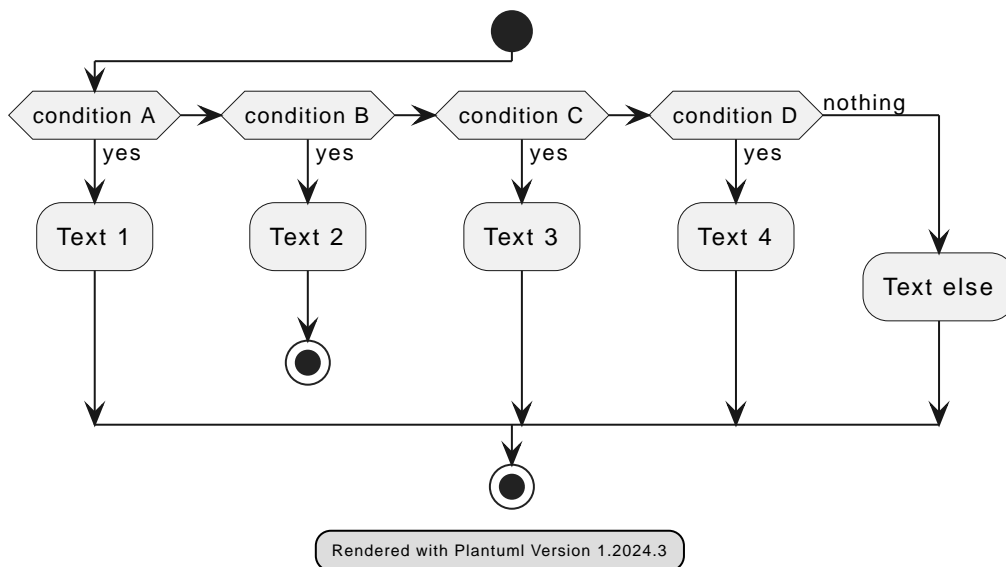 condition A
condition B
condition C
condition D
nothing
yes
yes
yes
yes
Text 1
Text 2
Text 3
Text 4
Text else
Rendered with Plantuml Version 1.2024.3